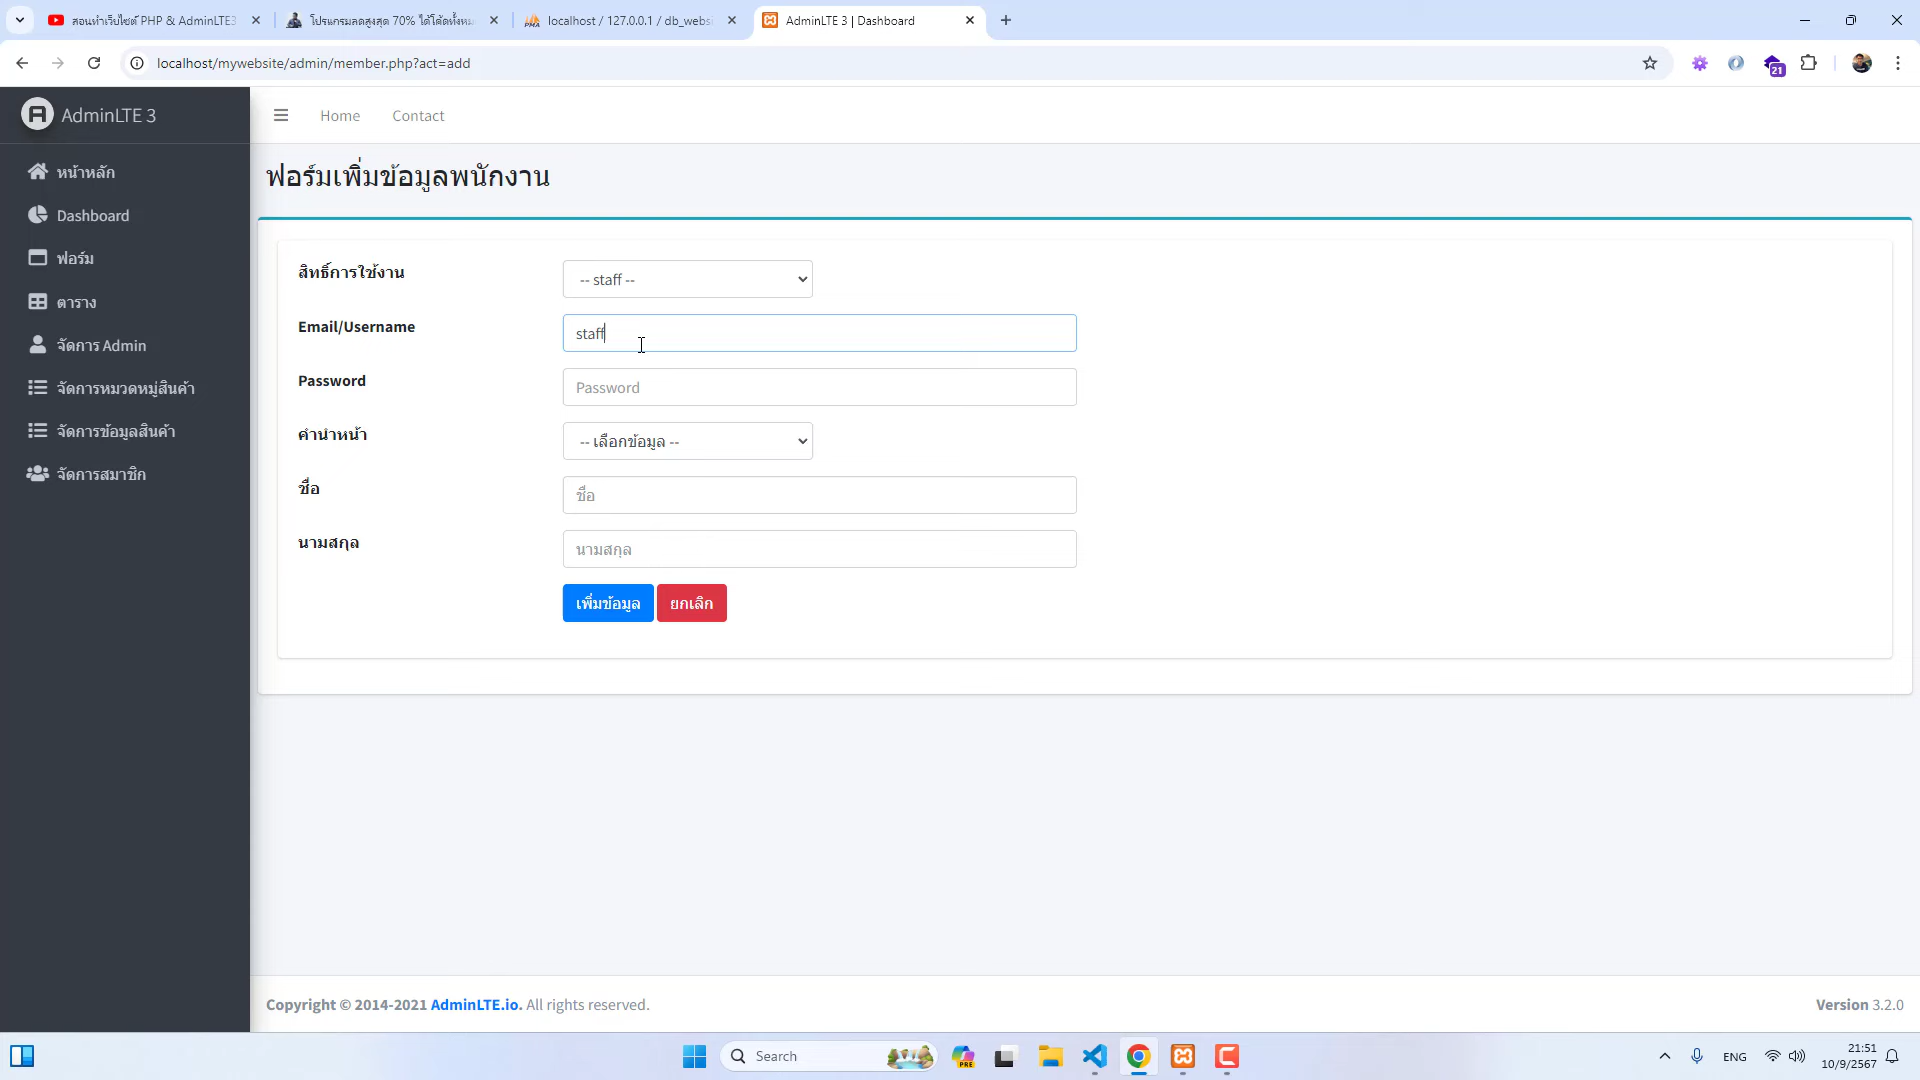 สอนทำเว็บไซต์ PHP & AdminLTE3
โปรแกรมลดสูงสุด 70% ได้โค้ดทั้งหม
localhost / 127.0.0.1 / db_webs
AdminLTE 3 | Dashboard
localhost/mywebsite/admin/member.php?act=add
21
AdminLTE 3
Home
Contact
หน้าหลัก
Dashboard
ฟอร์ม
ตาราง
จัดการ Admin
จัดการหมวดหมู่สินค้า
จัดการข้อมูลสินค้า
จัดการสมาชิก
ฟอร์มเพิ่มข้อมูลพนักงาน
สิทธิ์การใช้งาน
-- staff --
Email/Username
staff
Password
Password
คำนำหน้า
-- เลือกข้อมูล --
ชื่อ
ชื่อ
นามสกุล
นามสกุล
เพิ่มข้อมูล
ยกเลิก
Copyright © 2014-2021 AdminLTE.io. All rights reserved.
Version 3.2.0
Search
PRE
ENG
21:51
10/9/2567